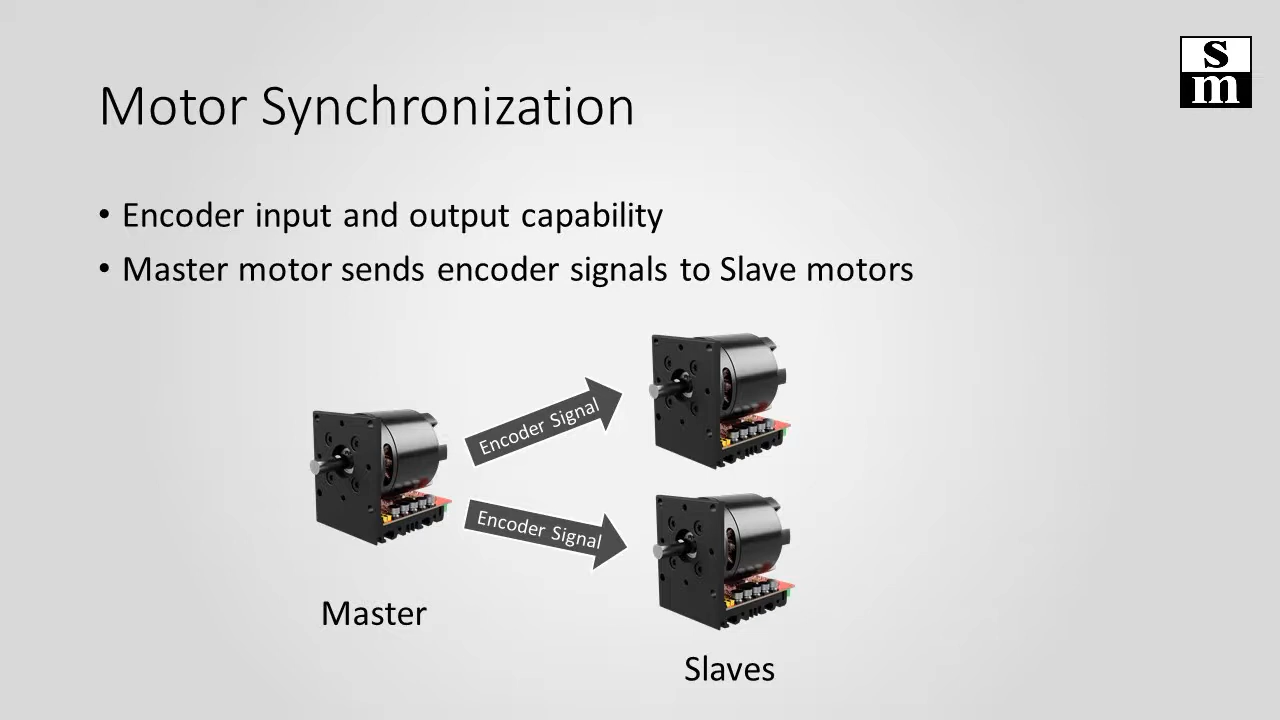 s
m
Motor Synchronization
• Encoder input and output capability
• Master motor sends encoder signals to Slave motors
Encoder Signal
Encoder Signal
Master
Slaves